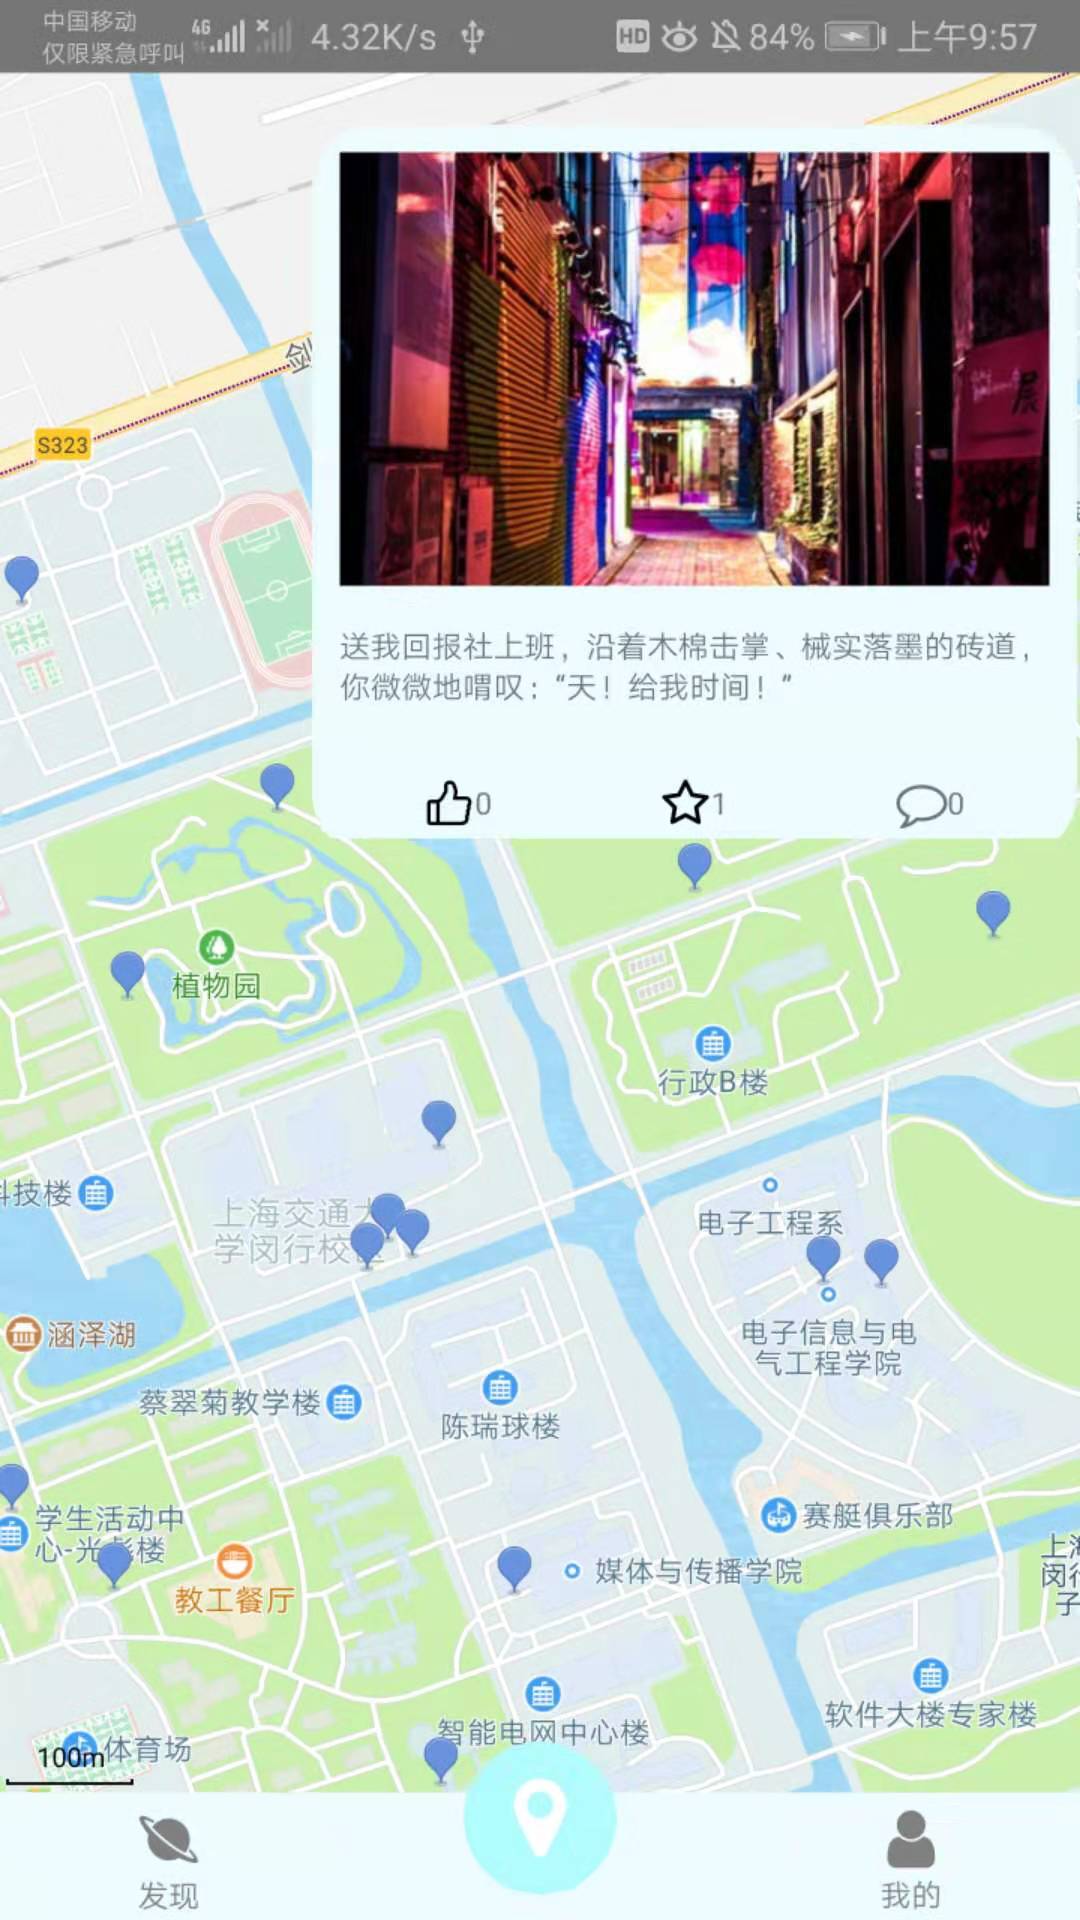 中国移动
仅限紧急呼叫
4G
4.32K/s
HD
84%
上午9:57
剑
S323
展
送我回报社上班，沿着木棉击掌、械实落墨的砖道，
你微微地喟叹：“天！给我时间！”
0
1
0
植物园
行政B楼
科技楼
上海交通大
学闵行校区
电子工程系
涵泽湖
电子信息与电
气工程学院
蔡翠菊教学楼
陈瑞球楼
学生活动中
心-光彪楼
赛艇俱乐部
教工餐厅
媒体与传播学院
上海
闵行
子
软件大楼专家楼
智能电网中心楼
体育场
100m
发现
我的